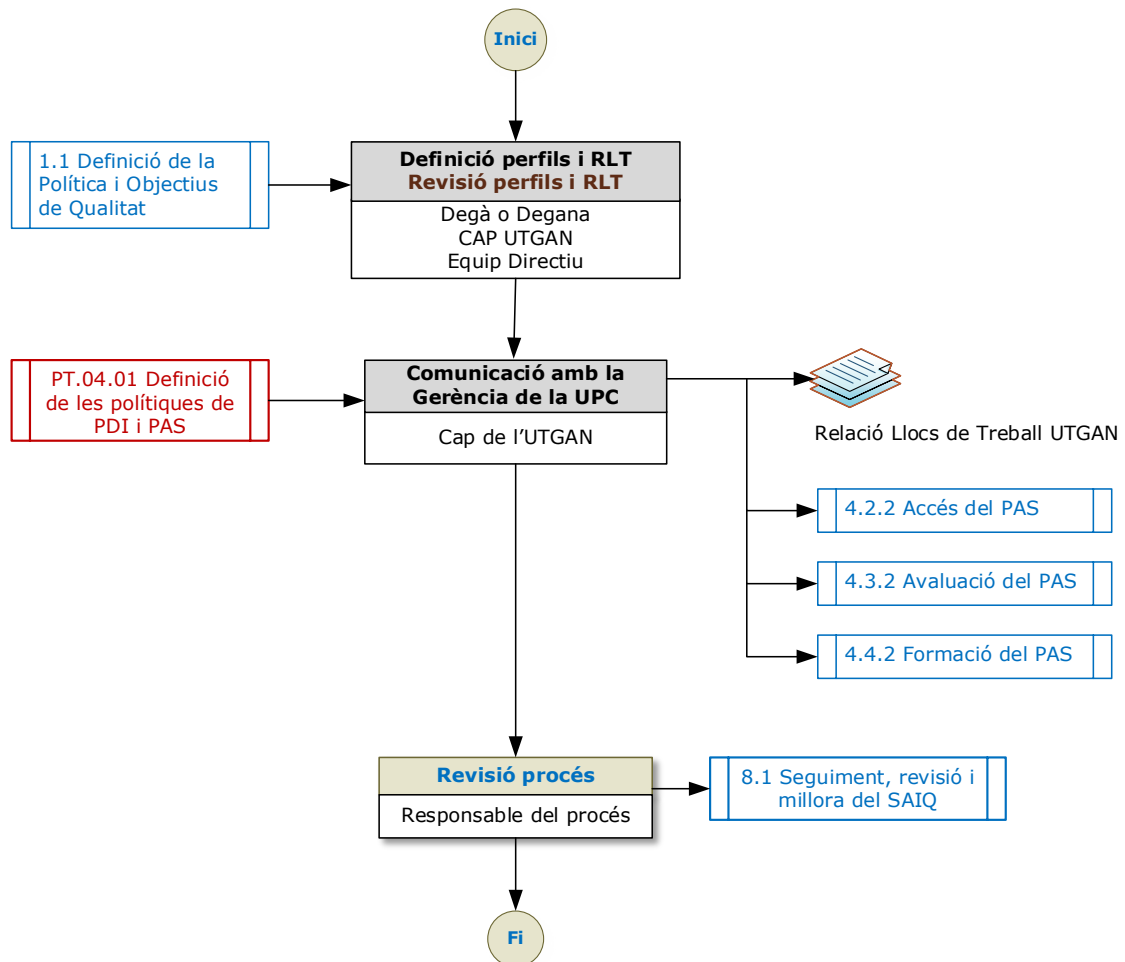 Inici
1.1 Definició de la
Política i Objectius
de Qualitat
Definició perfils i RLT
Revisió perfils i RLT
Degà o Degana
CAP UTGAN
Equip Directiu
PT.04.01 Definició
de les polítiques de
PDI i PAS
Comunicació amb la
Gerència de la UPC
Cap de l’UTGAN
Relació Llocs de Treball UTGAN
4.2.2 Accés del PAS
4.3.2 Avaluació del PAS
4.4.2 Formació del PAS
Revisió procés
Responsable del procés
8.1 Seguiment, revisió i
millora del SAIQ
Fi